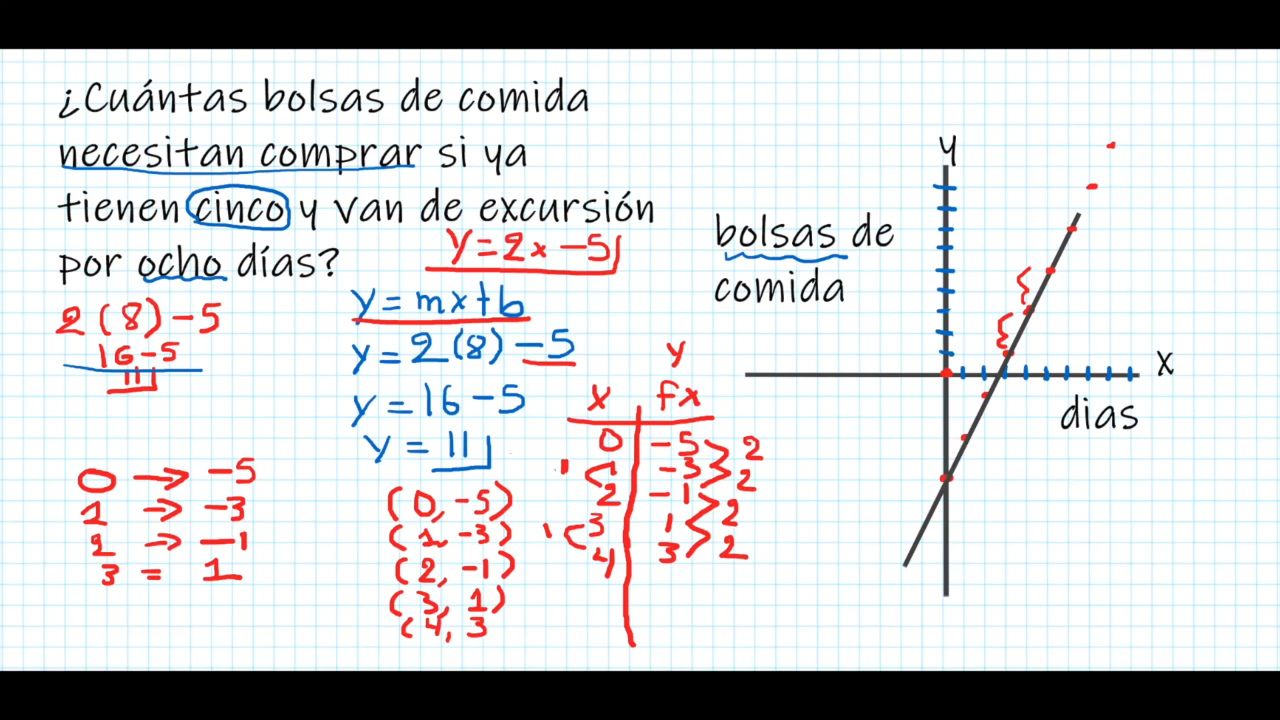 ¿Cuántas bolsas de comida
necesitan comprar si ya
tienen cinco y van de excursión
por ocho días?
y = 2x - 5
2(8) - 5
16 - 5
11
y = mx + b
y = 2(8) - 5
y = 16 - 5
y = 11
0 → -5
1 → -3
2 → -1
3 = 1
(0, -5)
(1, -3)
(2, -1)
(3, 1)
(4, 3
y
x fx
0 -5
1 -3
2 -1
3 1
4 3
1
1
2
2
2
2
bolsas de
comida
y
x
dias